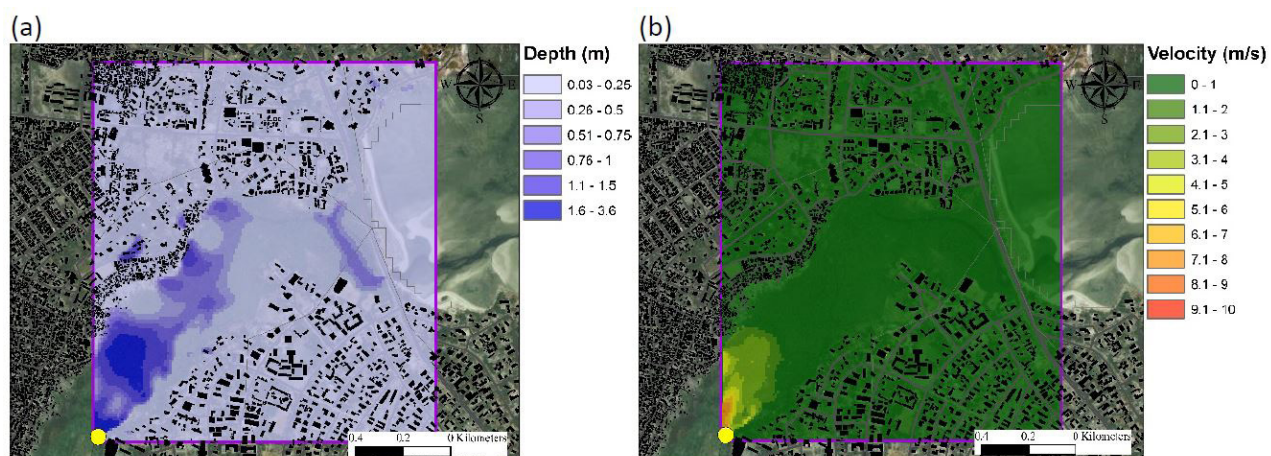 (a)
N
W E
S
Depth (m)
0.03 - 0.25
0.26 - 0.5
0.51 - 0.75
0.76 - 1
1.1 - 1.5
1.6 - 3.6
0.4 0.2 0 Kilometers
(b)
N
W E
S
Velocity (m/s)
0 - 1
1.1 - 2
2.1 - 3
3.1 - 4
4.1 - 5
5.1 - 6
6.1 - 7
7.1 - 8
8.1 - 9
9.1 - 10
0.4 0.2 0 Kilometers